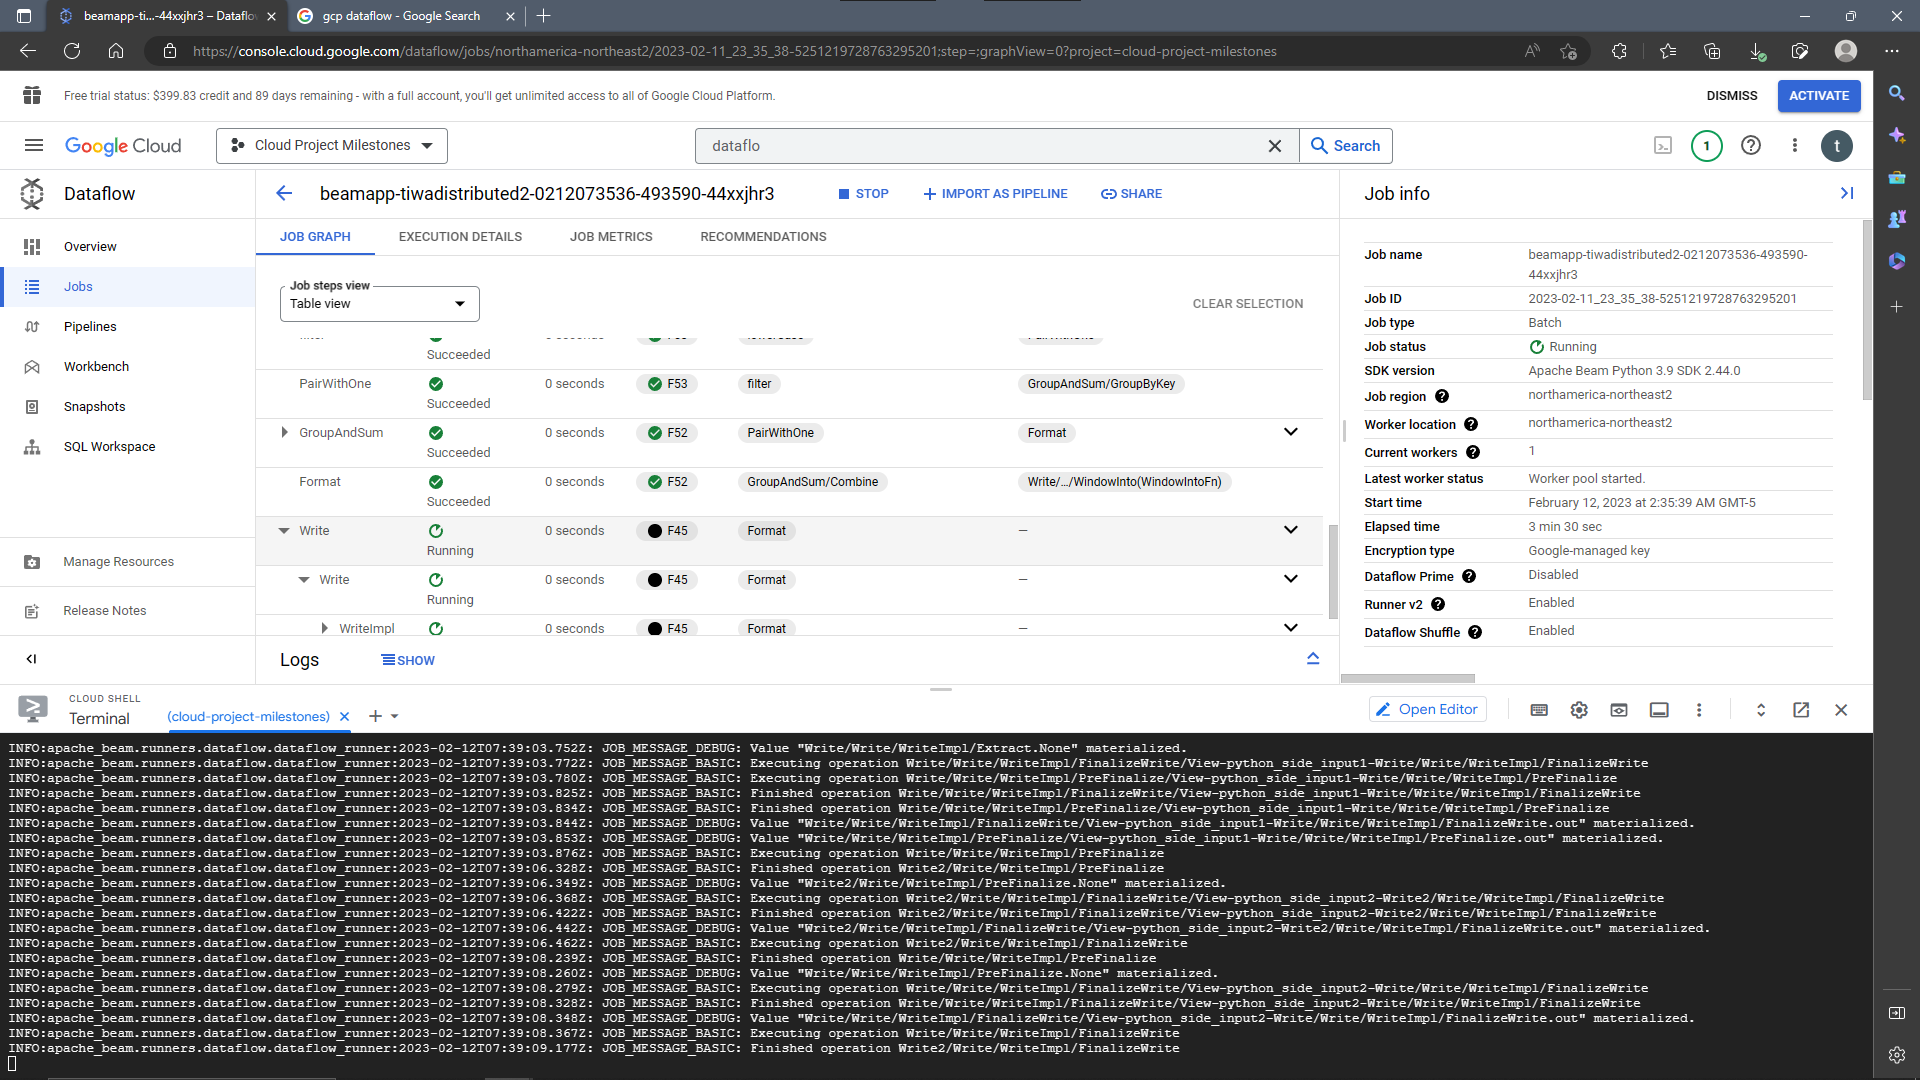 beamapp-ti...-44xxjhr3 – Dataflow
gcp dataflow - Google Search
https://console.cloud.google.com/dataflow/jobs/northamerica-northeast2/2023-02-11_23_35_38-5251219728763295201;step=;graphView=0?project=cloud-project-milestones
Free trial status: $399.83 credit and 89 days remaining - with a full account, you'll get unlimited access to all of Google Cloud Platform.
DISMISS
ACTIVATE
Google Cloud
Cloud Project Milestones
dataflo
Search
1
t
Dataflow
Overview
Jobs
Pipelines
Workbench
Snapshots
SQL Workspace
Manage Resources
Release Notes
beamapp-tiwadistributed2-0212073536-493590-44xxjhr3
STOP
IMPORT AS PIPELINE
SHARE
JOB GRAPH
EXECUTION DETAILS
JOB METRICS
RECOMMENDATIONS
Job steps view
Table view
CLEAR SELECTION
Succeeded
PairWithOne 0 seconds F53 filter GroupAndSum/GroupByKey
Succeeded
GroupAndSum 0 seconds F52 PairWithOne Format
Succeeded
Format 0 seconds F52 GroupAndSum/Combine Write/.../WindowInto(WindowIntoFn)
Succeeded
Write 0 seconds F45 Format –
Running
Write 0 seconds F45 Format –
Running
WriteImpl 0 seconds F45 Format –
Logs
SHOW
Job info
Job name beamapp-tiwadistributed2-0212073536-493590-
44xxjhr3
Job ID 2023-02-11_23_35_38-5251219728763295201
Job type Batch
Job status Running
SDK version Apache Beam Python 3.9 SDK 2.44.0
Job region northamerica-northeast2
Worker location northamerica-northeast2
Current workers 1
Latest worker status Worker pool started.
Start time February 12, 2023 at 2:35:39 AM GMT-5
Elapsed time 3 min 30 sec
Encryption type Google-managed key
Dataflow Prime Disabled
Runner v2 Enabled
Dataflow Shuffle Enabled
CLOUD SHELL
Terminal
(cloud-project-milestones)
Open Editor
INFO:apache_beam.runners.dataflow.dataflow_runner:2023-02-12T07:39:03.752Z: JOB_MESSAGE_DEBUG: Value "Write/Write/WriteImpl/Extract.None" materialized.
INFO:apache_beam.runners.dataflow.dataflow_runner:2023-02-12T07:39:03.772Z: JOB_MESSAGE_BASIC: Executing operation Write/Write/WriteImpl/FinalizeWrite/View-python_side_input1-Write/Write/WriteImpl/FinalizeWrite
INFO:apache_beam.runners.dataflow.dataflow_runner:2023-02-12T07:39:03.780Z: JOB_MESSAGE_BASIC: Executing operation Write/Write/WriteImpl/PreFinalize/View-python_side_input1-Write/Write/WriteImpl/PreFinalize
INFO:apache_beam.runners.dataflow.dataflow_runner:2023-02-12T07:39:03.825Z: JOB_MESSAGE_BASIC: Finished operation Write/Write/WriteImpl/FinalizeWrite/View-python_side_input1-Write/Write/WriteImpl/FinalizeWrite
INFO:apache_beam.runners.dataflow.dataflow_runner:2023-02-12T07:39:03.834Z: JOB_MESSAGE_BASIC: Finished operation Write/Write/WriteImpl/PreFinalize/View-python_side_input1-Write/Write/WriteImpl/PreFinalize
INFO:apache_beam.runners.dataflow.dataflow_runner:2023-02-12T07:39:03.844Z: JOB_MESSAGE_DEBUG: Value "Write/Write/WriteImpl/FinalizeWrite/View-python_side_input1-Write/Write/WriteImpl/FinalizeWrite.out" materialized.
INFO:apache_beam.runners.dataflow.dataflow_runner:2023-02-12T07:39:03.853Z: JOB_MESSAGE_DEBUG: Value "Write/Write/WriteImpl/PreFinalize/View-python_side_input1-Write/Write/WriteImpl/PreFinalize.out" materialized.
INFO:apache_beam.runners.dataflow.dataflow_runner:2023-02-12T07:39:03.876Z: JOB_MESSAGE_BASIC: Executing operation Write/Write/WriteImpl/PreFinalize
INFO:apache_beam.runners.dataflow.dataflow_runner:2023-02-12T07:39:06.328Z: JOB_MESSAGE_BASIC: Finished operation Write2/Write/WriteImpl/PreFinalize
INFO:apache_beam.runners.dataflow.dataflow_runner:2023-02-12T07:39:06.349Z: JOB_MESSAGE_DEBUG: Value "Write2/Write/WriteImpl/PreFinalize.None" materialized.
INFO:apache_beam.runners.dataflow.dataflow_runner:2023-02-12T07:39:06.368Z: JOB_MESSAGE_BASIC: Executing operation Write2/Write/WriteImpl/FinalizeWrite/View-python_side_input2-Write2/Write/WriteImpl/FinalizeWrite
INFO:apache_beam.runners.dataflow.dataflow_runner:2023-02-12T07:39:06.422Z: JOB_MESSAGE_BASIC: Finished operation Write2/Write/WriteImpl/FinalizeWrite/View-python_side_input2-Write2/Write/WriteImpl/FinalizeWrite
INFO:apache_beam.runners.dataflow.dataflow_runner:2023-02-12T07:39:06.442Z: JOB_MESSAGE_DEBUG: Value "Write2/Write/WriteImpl/FinalizeWrite/View-python_side_input2-Write2/Write/WriteImpl/FinalizeWrite.out" materialized.
INFO:apache_beam.runners.dataflow.dataflow_runner:2023-02-12T07:39:06.462Z: JOB_MESSAGE_BASIC: Executing operation Write2/Write/WriteImpl/FinalizeWrite
INFO:apache_beam.runners.dataflow.dataflow_runner:2023-02-12T07:39:08.239Z: JOB_MESSAGE_BASIC: Finished operation Write/Write/WriteImpl/PreFinalize
INFO:apache_beam.runners.dataflow.dataflow_runner:2023-02-12T07:39:08.260Z: JOB_MESSAGE_DEBUG: Value "Write/Write/WriteImpl/PreFinalize.None" materialized.
INFO:apache_beam.runners.dataflow.dataflow_runner:2023-02-12T07:39:08.279Z: JOB_MESSAGE_BASIC: Executing operation Write/Write/WriteImpl/FinalizeWrite/View-python_side_input2-Write/Write/WriteImpl/FinalizeWrite
INFO:apache_beam.runners.dataflow.dataflow_runner:2023-02-12T07:39:08.328Z: JOB_MESSAGE_BASIC: Finished operation Write/Write/WriteImpl/FinalizeWrite/View-python_side_input2-Write/Write/WriteImpl/FinalizeWrite
INFO:apache_beam.runners.dataflow.dataflow_runner:2023-02-12T07:39:08.348Z: JOB_MESSAGE_DEBUG: Value "Write/Write/WriteImpl/FinalizeWrite/View-python_side_input2-Write/Write/WriteImpl/FinalizeWrite.out" materialized.
INFO:apache_beam.runners.dataflow.dataflow_runner:2023-02-12T07:39:08.367Z: JOB_MESSAGE_BASIC: Executing operation Write/Write/WriteImpl/FinalizeWrite
INFO:apache_beam.runners.dataflow.dataflow_runner:2023-02-12T07:39:09.177Z: JOB_MESSAGE_BASIC: Finished operation Write2/Write/WriteImpl/FinalizeWrite